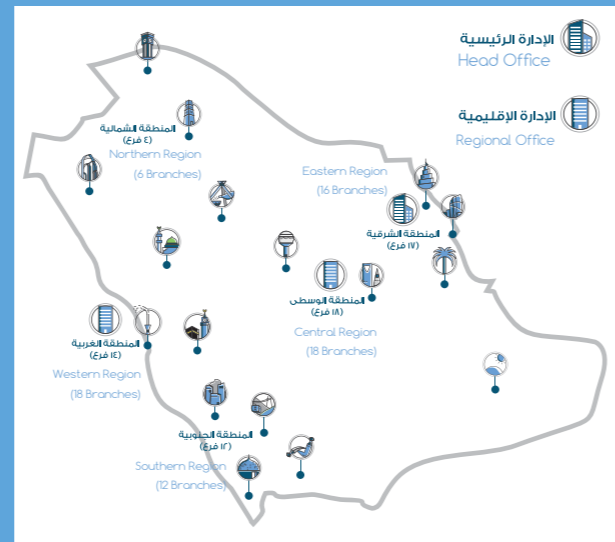 الإدارة الرئيسية
Head Office
الإدارة الإقليمية
Regional Office
المنطقة الشمالية
(٤ فرع)
Northern Region
(6 Branches)
Eastern Region
(16 Branches)
المنطقة الشرقية
(١٧ فرع)
المنطقة الوسطى
(١٨ فرع)
Central Region
(18 Branches)
المنطقة الغربية
(١٤ فرع)
Western Region
(18 Branches)
المنطقة الجنوبية
(١٢ فرع)
Southern Region
(12 Branches)